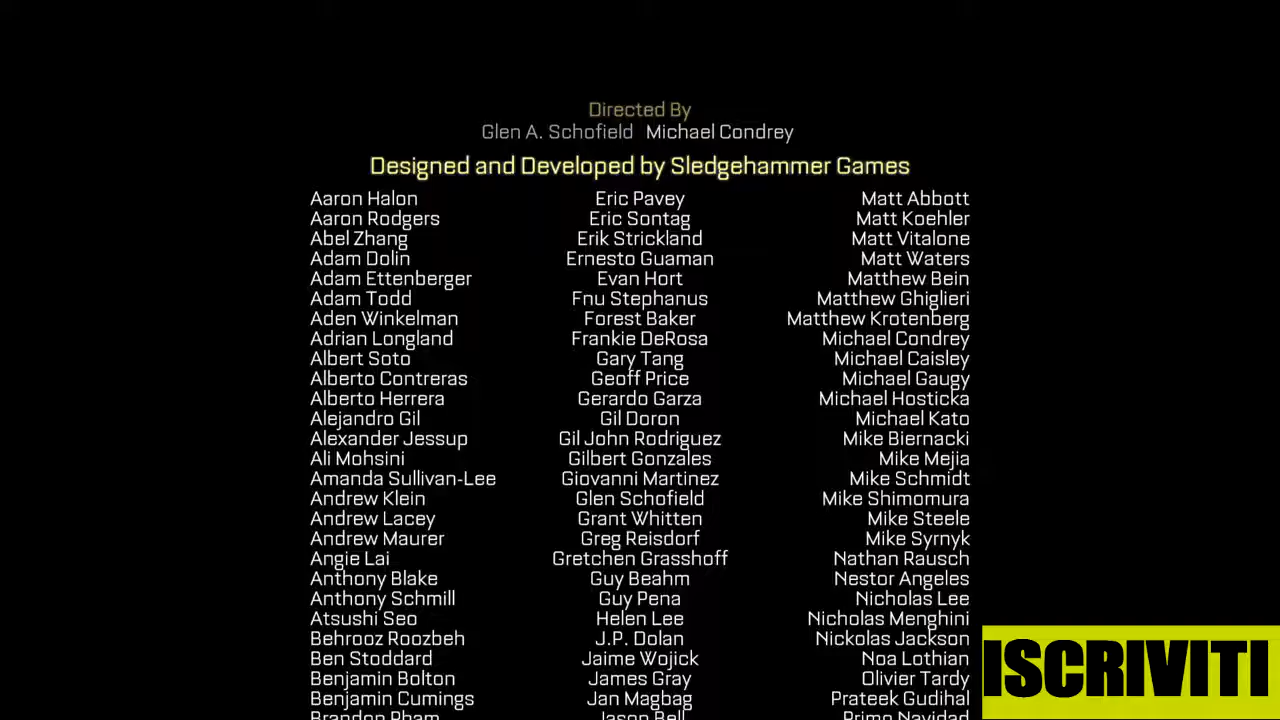 Directed By
Glen A. Schofield Michael Condrey
Designed and Developed by Sledgehammer Games
Aaron Halon Eric Pavey Matt Abbott
Aaron Rodgers Eric Sontag Matt Koehler
Abel Zhang Erik Strickland Matt Vitalone
Adam Dolin Ernesto Guaman Matt Waters
Adam Ettenberger Evan Hort Matthew Bein
Adam Todd Fnu Stephanus Matthew Ghiglieri
Aden Winkelman Forest Baker Matthew Krotenberg
Adrian Longland Frankie DeRosa Michael Condrey
Albert Soto Gary Tang Michael Caisley
Alberto Contreras Geoff Price Michael Gaugy
Alberto Herrera Gerardo Garza Michael Hosticka
Alejandro Gil Gil Doron Michael Kato
Alexander Jessup Gil John Rodriguez Mike Biernacki
Ali Mohsini Gilbert Gonzales Mike Mejia
Amanda Sullivan-Lee Giovanni Martinez Mike Schmidt
Andrew Klein Glen Schofield Mike Shimomura
Andrew Lacey Grant Whitten Mike Steele
Andrew Maurer Greg Reisdorf Mike Syrnyk
Angie Lai Gretchen Grasshoff Nathan Rausch
Anthony Blake Guy Beahm Nestor Angeles
Anthony Schmill Guy Pena Nicholas Lee
Atsushi Seo Helen Lee Nicholas Menghini
Behrooz Roozbeh J.P. Dolan Nickolas Jackson
Ben Stoddard Jaime Wojick Noa Lothian
Benjamin Bolton James Gray Olivier Tardy
Benjamin Cumings Jan Magbag Prateek Gudihal
Brandon Pham Jason Bell Primo Navidad
ISCRIVITI